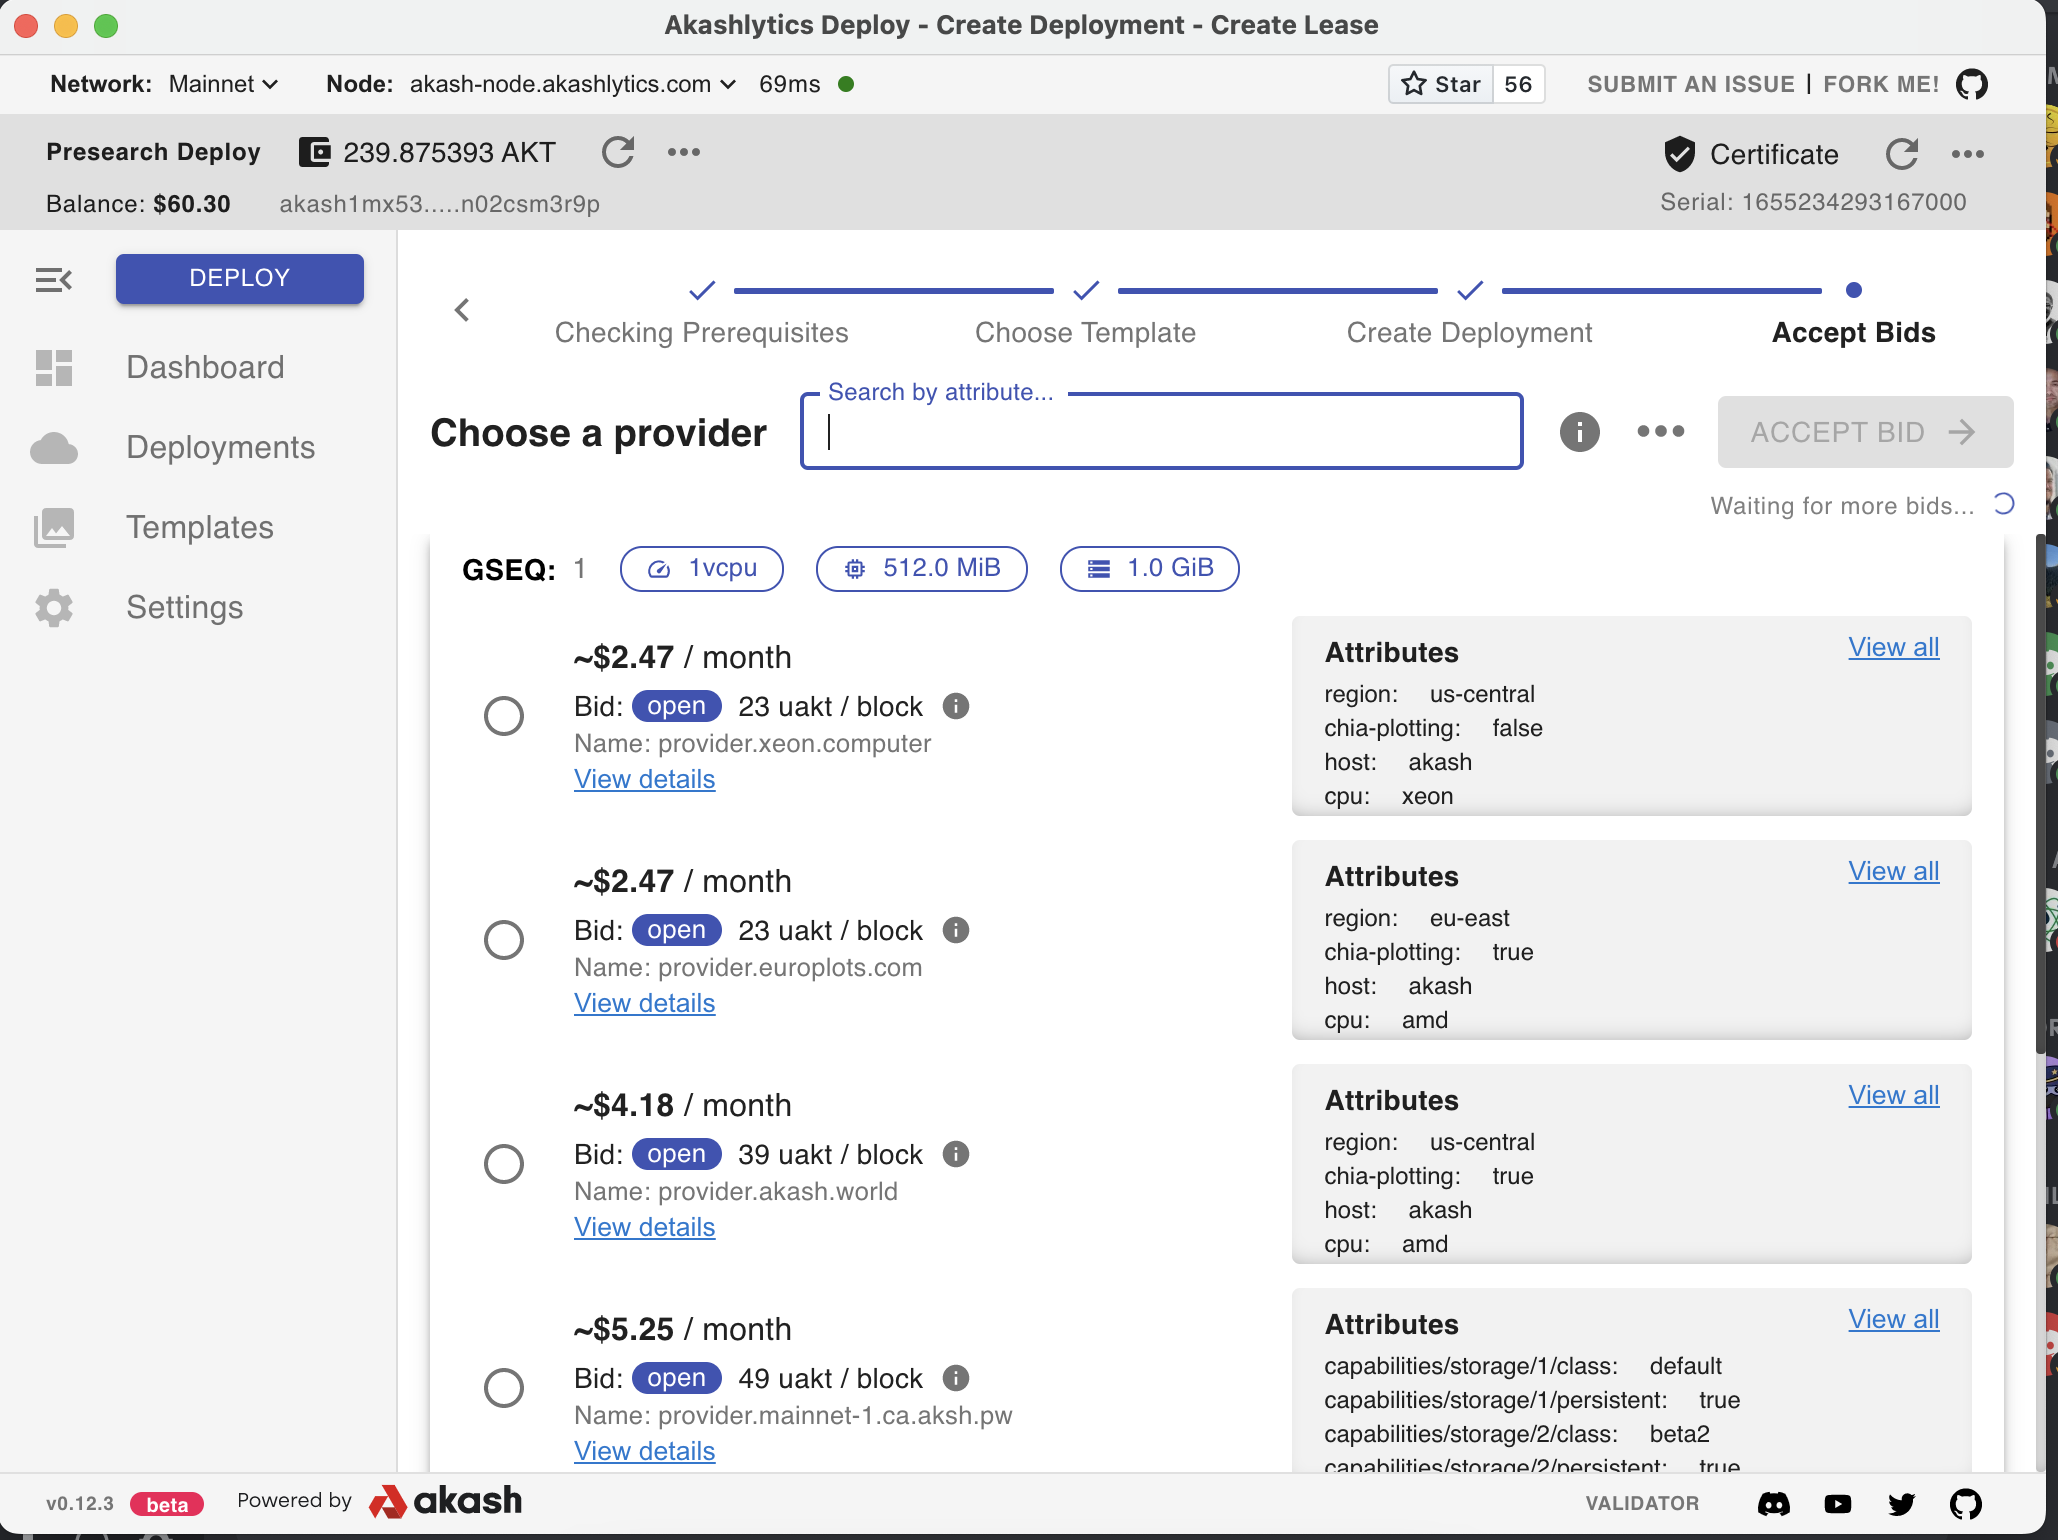 Akashlytics Deploy - Create Deployment - Create Lease
Network: Mainnet Node: akash-node.akashlytics.com 69ms Star 56 SUBMIT AN ISSUE | FORK ME!
Presearch Deploy 239.875393 AKT Certificate
Balance: $60.30 akash1mx53.....n02csm3r9p Serial: 1655234293167000
DEPLOY
Dashboard
Deployments
Templates
Settings
Checking Prerequisites Choose Template Create Deployment Accept Bids
Search by attribute...
Choose a provider ACCEPT BID
Waiting for more bids...
GSEQ: 1 1vcpu 512.0 MiB 1.0 GiB
~$2.47 / month
Bid: open 23 uakt / block
Name: provider.xeon.computer
View details
Attributes View all
region: us-central
chia-plotting: false
host: akash
cpu: xeon
~$2.47 / month
Bid: open 23 uakt / block
Name: provider.europlots.com
View details
Attributes View all
region: eu-east
chia-plotting: true
host: akash
cpu: amd
~$4.18 / month
Bid: open 39 uakt / block
Name: provider.akash.world
View details
Attributes View all
region: us-central
chia-plotting: true
host: akash
cpu: amd
~$5.25 / month
Bid: open 49 uakt / block
Name: provider.mainnet-1.ca.aksh.pw
View details
Attributes View all
capabilities/storage/1/class: default
capabilities/storage/1/persistent: true
capabilities/storage/2/class: beta2
capabilities/storage/2/persistent: true
v0.12.3 beta Powered by akash VALIDATOR